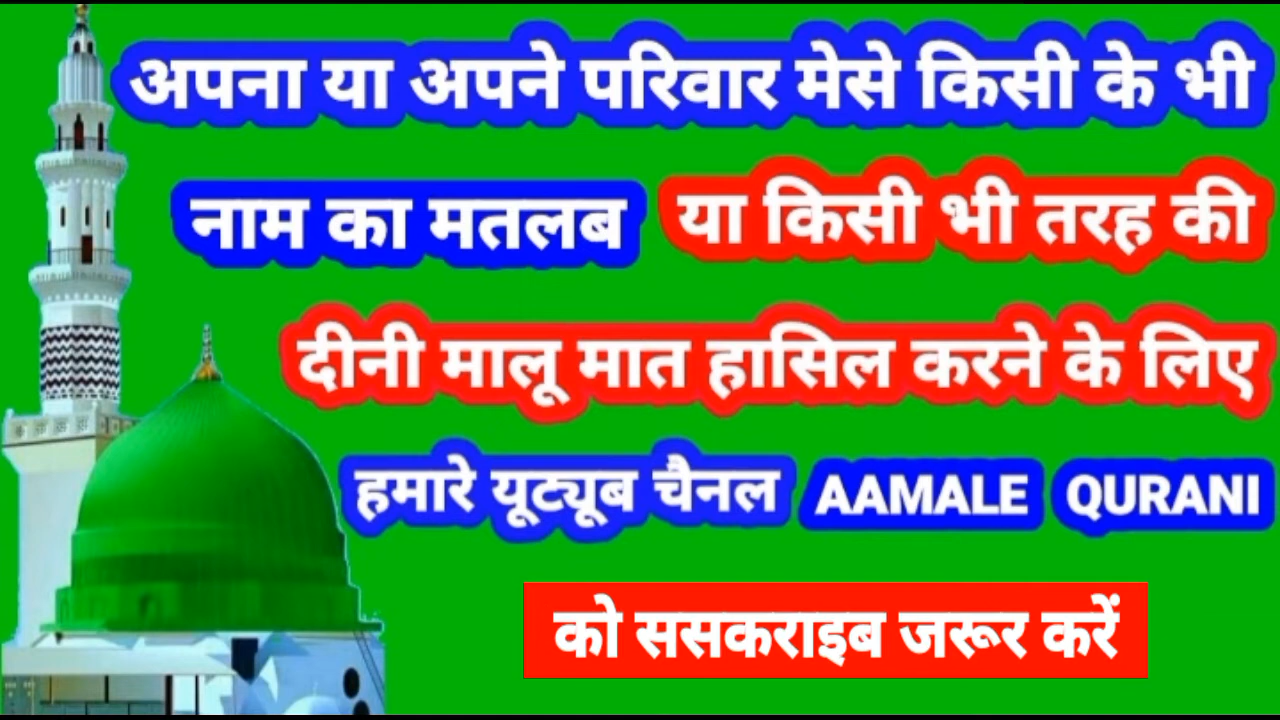 अपना या अपने परिवार मेसे किसी के भी
नाम का मतलब या किसी भी तरह की
दीनी मालू मात हासिल करने के लिए
हमारे यूट्यूब चैनल AAMALE QURANI
को ससकराइब जरूर करें